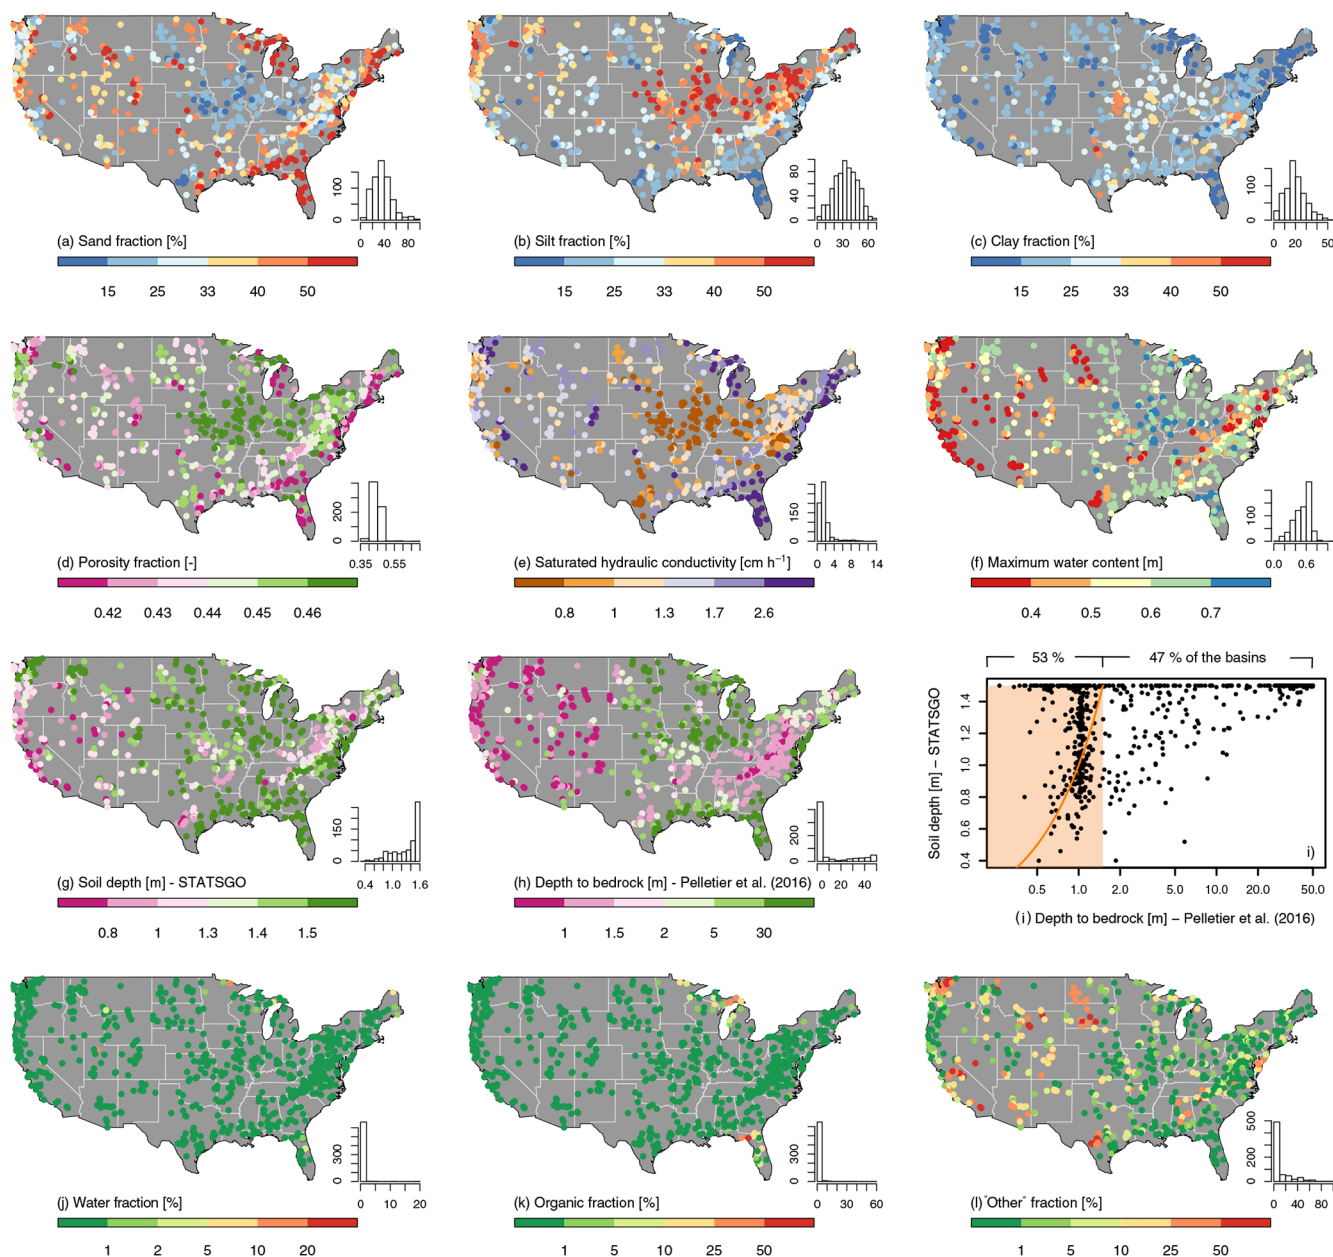 100
0
0 40 80
(a) Sand fraction [%]
15 25 33 40 50
80
40
0
0 30 60
(b) Silt fraction [%]
15 25 33 40 50
100
0
0 20 50
(c) Clay fraction [%]
15 25 33 40 50
200
0
0.35 0.55
(d) Porosity fraction [-]
0.42 0.43 0.44 0.45 0.46
150
0
0 4 8 14
(e) Saturated hydraulic conductivity [cm h−1]
0.8 1 1.3 1.7 2.6
100
0
0.0 0.6
(f) Maximum water content [m]
0.4 0.5 0.6 0.7
150
0
0.4 1.0 1.6
(g) Soil depth [m] - STATSGO
0.8 1 1.3 1.4 1.5
200
0
0 20 40
(h) Depth to bedrock [m] - Pelletier et al. (2016)
1 1.5 2 5 30
53 % 47 % of the basins
Soil depth [m] − STATSGO
1.4
1.2
1.0
0.8
0.6
0.4
i)
0.5 1.0 2.0 5.0 10.0 20.0 50.0
(i) Depth to bedrock [m] − Pelletier et al. (2016)
300
0
0 10 20
(j) Water fraction [%]
1 2 5 10 20
300
0
0 30 60
(k) Organic fraction [%]
1 5 10 25 50
500
200
0
0 40 80
(l) "Other" fraction [%]
1 5 10 25 50